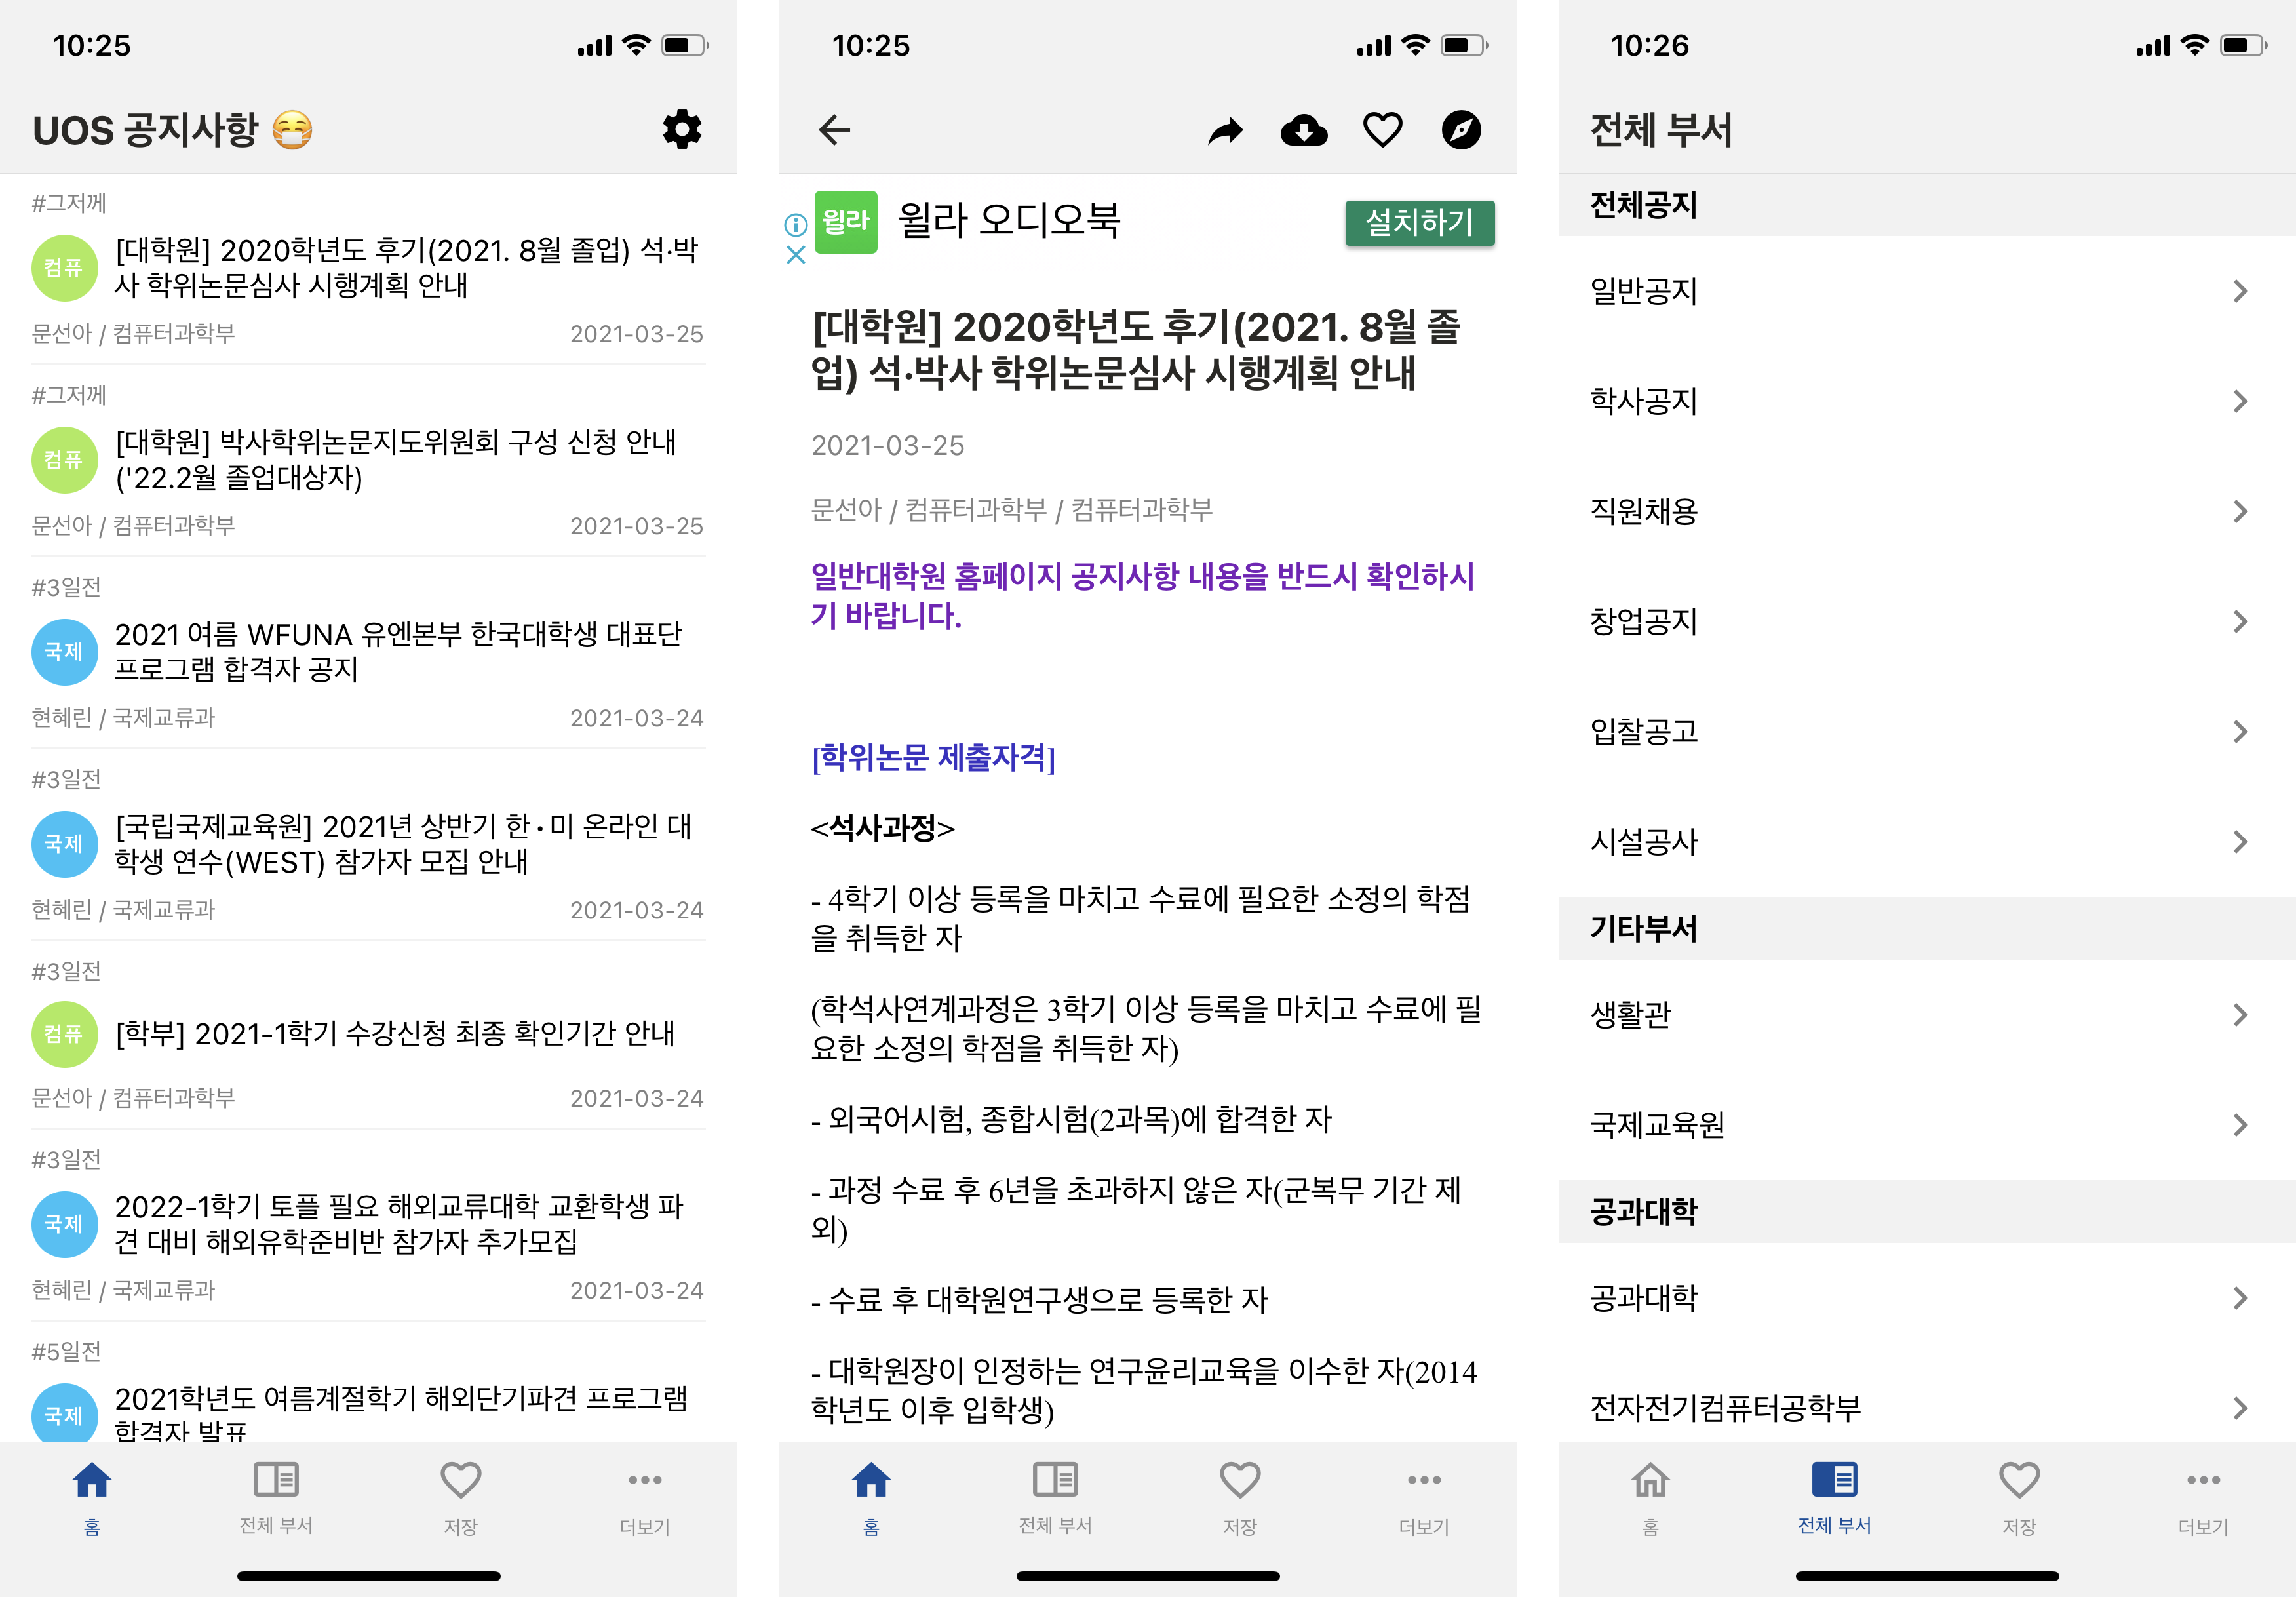 10:25
UOS 공지사항 😷
#그저께
컴퓨
[대학원] 2020학년도 후기(2021. 8월 졸업) 석·박
사 학위논문심사 시행계획 안내
문선아 / 컴퓨터과학부
2021-03-25
#그저께
컴퓨
[대학원] 박사학위논문지도위원회 구성 신청 안내
('22.2월 졸업대상자)
문선아 / 컴퓨터과학부
2021-03-25
#3일전
국제
2021 여름 WFUNA 유엔본부 한국대학생 대표단
프로그램 합격자 공지
현혜린 / 국제교류과
2021-03-24
#3일전
국제
[국립국제교육원] 2021년 상반기 한·미 온라인 대
학생 연수(WEST) 참가자 모집 안내
현혜린 / 국제교류과
2021-03-24
#3일전
컴퓨
[학부] 2021-1학기 수강신청 최종 확인기간 안내
문선아 / 컴퓨터과학부
2021-03-24
#3일전
국제
2022-1학기 토플 필요 해외교류대학 교환학생 파
견 대비 해외유학준비반 참가자 추가모집
현혜린 / 국제교류과
2021-03-24
#5일전
국제
2021학년도 여름계절학기 해외단기파견 프로그램
합격자 발표
홈
전체 부서
저장
더보기
10:25
윌라
윌라 오디오북
설치하기
[대학원] 2020학년도 후기(2021. 8월 졸
업) 석·박사 학위논문심사 시행계획 안내
2021-03-25
문선아 / 컴퓨터과학부 / 컴퓨터과학부
일반대학원 홈페이지 공지사항 내용을 반드시 확인하시
기 바랍니다.
[학위논문 제출자격]
<석사과정>
- 4학기 이상 등록을 마치고 수료에 필요한 소정의 학점
을 취득한 자
(학석사연계과정은 3학기 이상 등록을 마치고 수료에 필
요한 소정의 학점을 취득한 자)
- 외국어시험, 종합시험(2과목)에 합격한 자
- 과정 수료 후 6년을 초과하지 않은 자(군복무 기간 제
외)
- 수료 후 대학원연구생으로 등록한 자
- 대학원장이 인정하는 연구윤리교육을 이수한 자(2014
학년도 이후 입학생)
홈
전체 부서
저장
더보기
10:26
전체 부서
전체공지
일반공지
학사공지
직원채용
창업공지
입찰공고
시설공사
기타부서
생활관
국제교육원
공과대학
공과대학
전자전기컴퓨터공학부
홈
전체 부서
저장
더보기